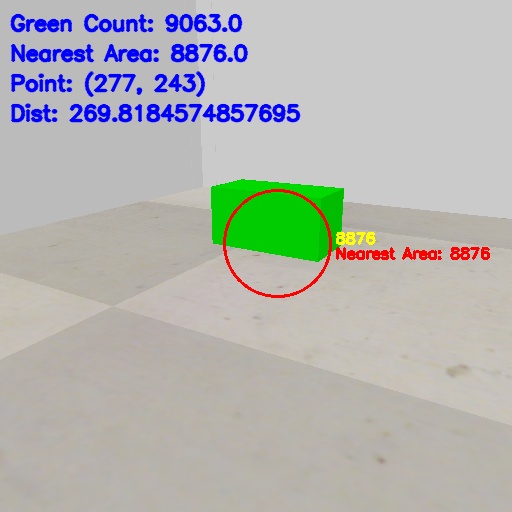 Green Count: 9063.0
Nearest Area: 8876.0
Point: (277, 243)
Dist: 269.8184574857695
8876
Nearest Area: 8876